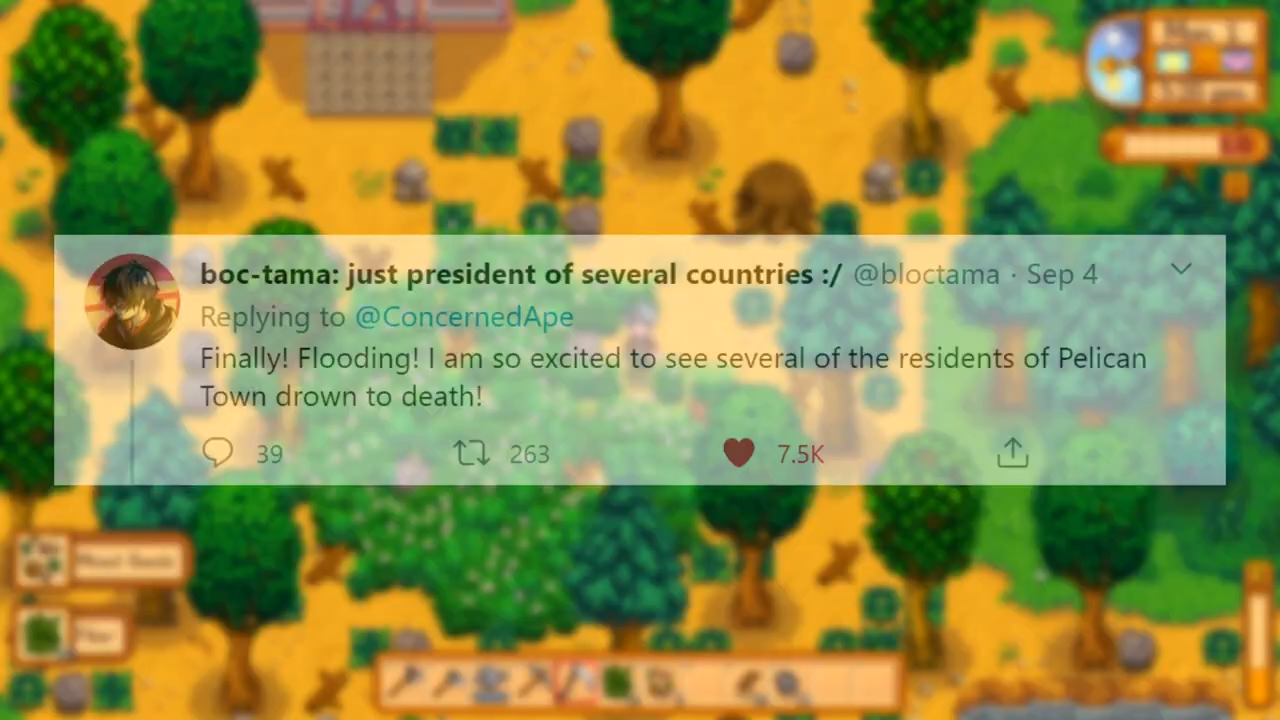 boc-tama: just president of several countries :/ @bloctama · Sep 4
Replying to @ConcernedApe
Finally! Flooding! I am so excited to see several of the residents of Pelican
Town drown to death!
39 263 7.5K